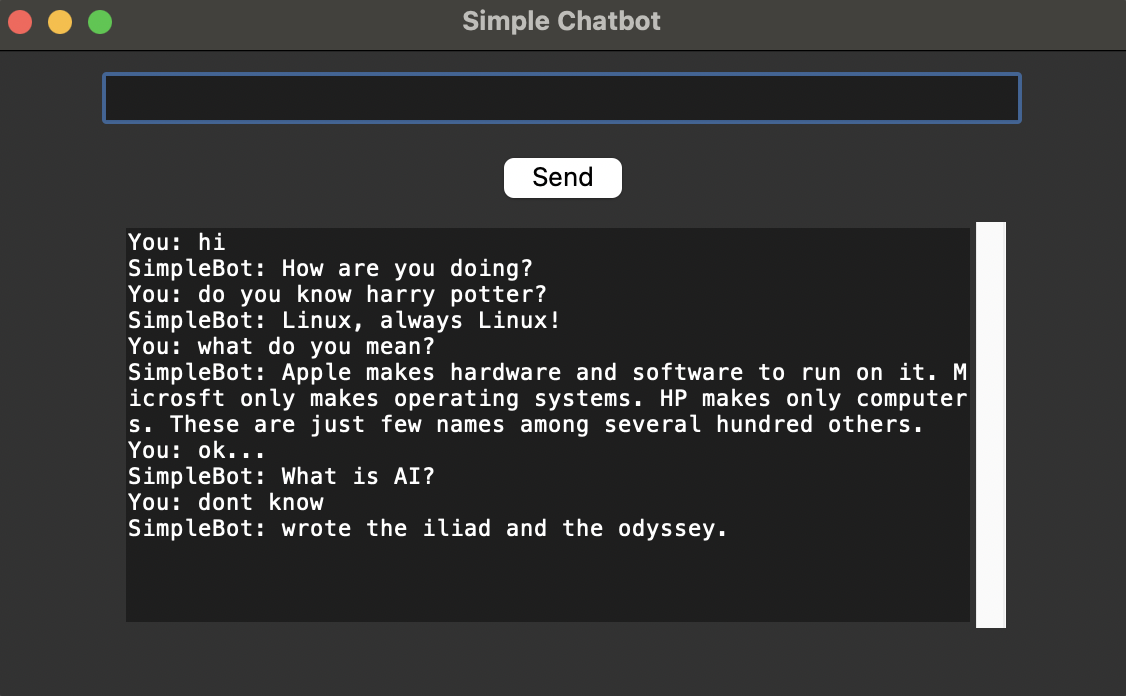 Simple Chatbot
Send
You: hi
SimpleBot: How are you doing?
You: do you know harry potter?
SimpleBot: Linux, always Linux!
You: what do you mean?
SimpleBot: Apple makes hardware and software to run on it. M
icrosft only makes operating systems. HP makes only computer
s. These are just few names among several hundred others.
You: ok...
SimpleBot: What is AI?
You: dont know
SimpleBot: wrote the iliad and the odyssey.